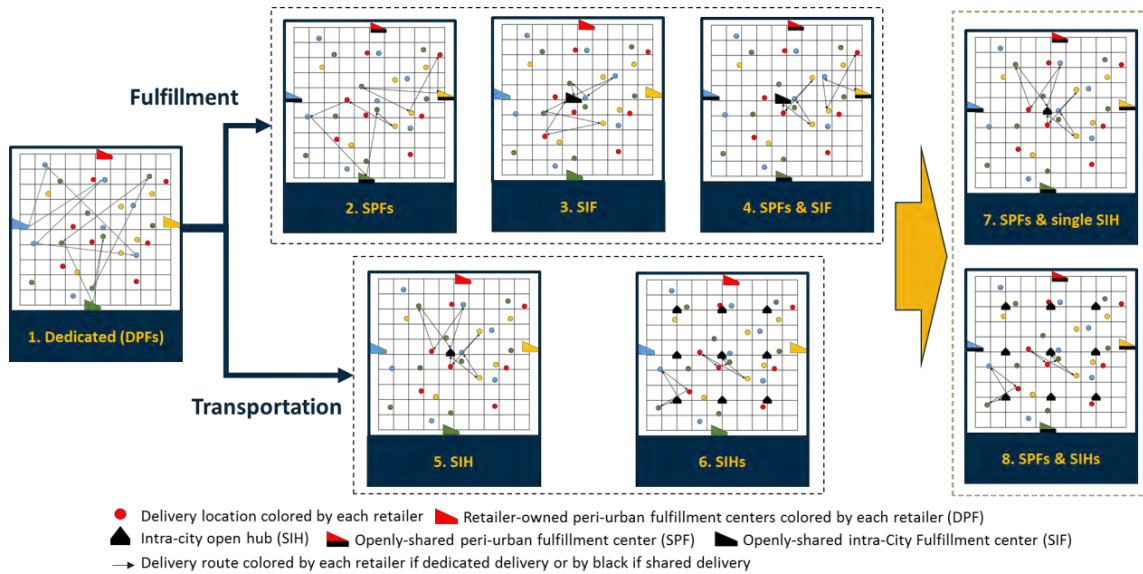 Fulfillment
2. SPFs
3. SIF
4. SPFs & SIF
1. Dedicated (DPFs)
7. SPFs & single SIH
Transportation
5. SIH
6. SIHs
8. SPFs & SIHs
Delivery location colored by each retailer
Retailer-owned peri-urban fulfillment centers colored by each retailer (DPF)
Intra-city open hub (SIH)
Openly-shared peri-urban fulfillment center (SPF)
Openly-shared intra-City Fulfillment center (SIF)
Delivery route colored by each retailer if dedicated delivery or by black if shared delivery